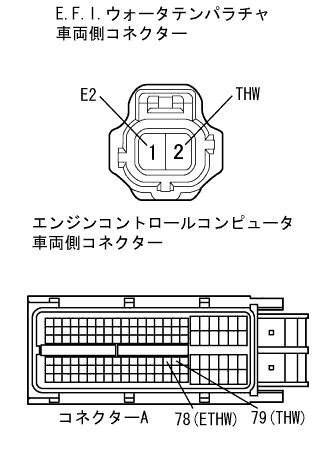 E.F.I.ウォータテンパラチャ
車両側コネクター
E2
THW
1 2
エンジンコントロールコンピュータ
車両側コネクター
コネクターA 78(ETHW) 79(THW)